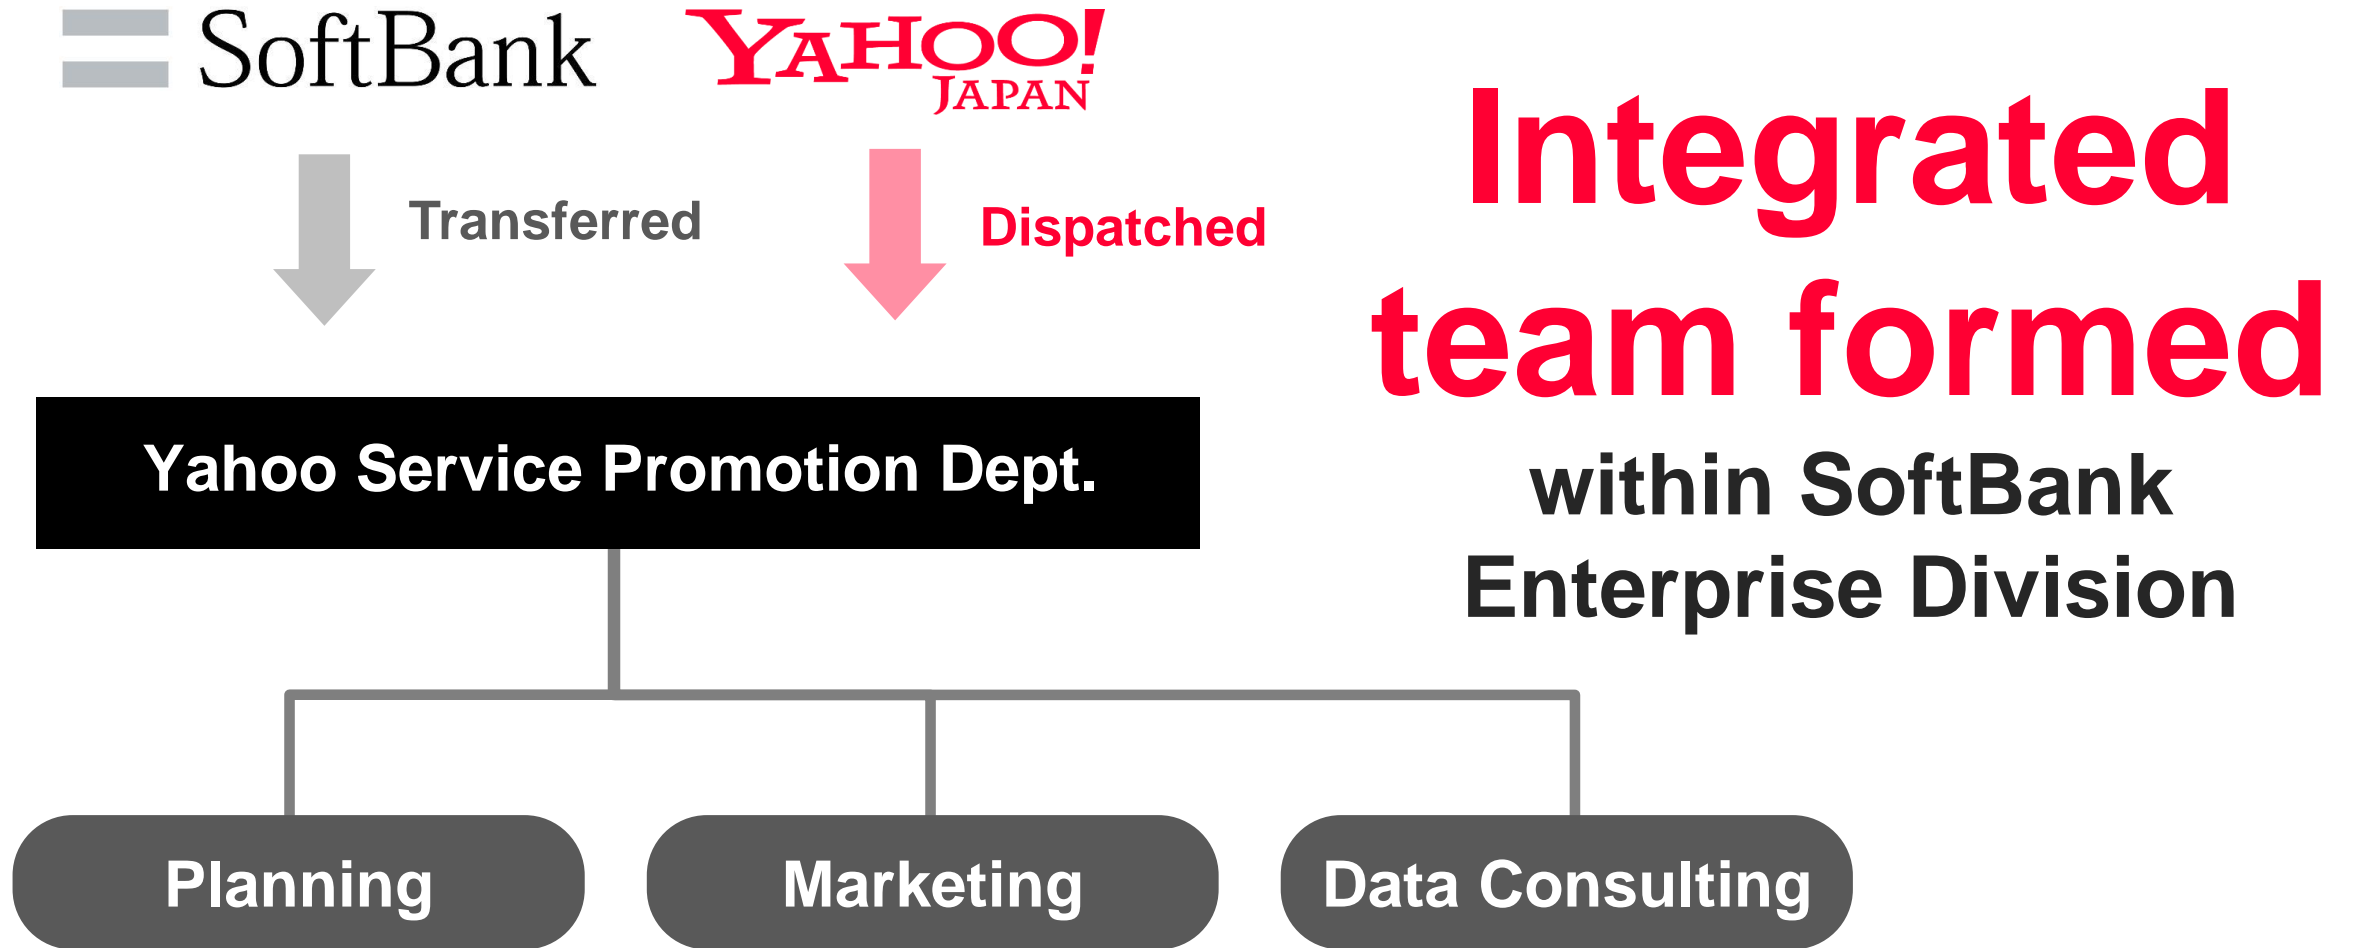 SoftBank
YAHOO!
JAPAN
Transferred
Dispatched
Integrated
team formed
within SoftBank
Enterprise Division
Yahoo Service Promotion Dept.
Planning
Marketing
Data Consulting